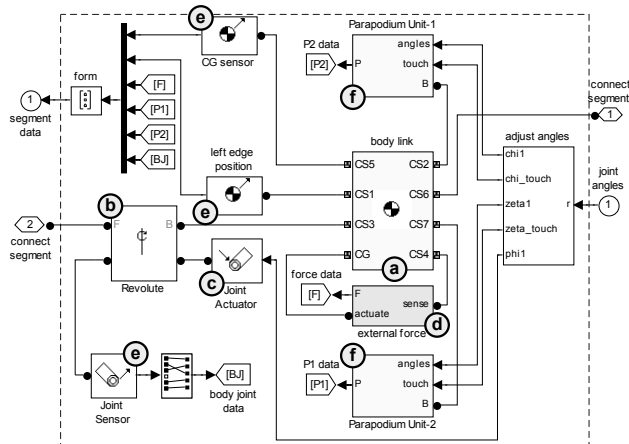 e
CG sensor
Parapodium Unit-1
P2 data
[P2]
P
angles
touch
B
f
form
1
segment
data
[F]
[P1]
[P2]
[BJ]
connect
segment
1
left edge
position
e
body link
CS5
CS2
CS1
CS6
CS3
CS7
CG
CS4
a
adjust angles
chi1
chi_touch
zeta1
r
zeta_touch
phi1
joint
angles
1
b
2
connect
segment
F
B
Revolute
c
Joint
Actuator
force data
[F]
F
sense
actuate
d
external force
e
Joint
Sensor
[BJ]
body joint
data
f
P1 data
[P1]
P
angles
touch
B
Parapodium Unit-2